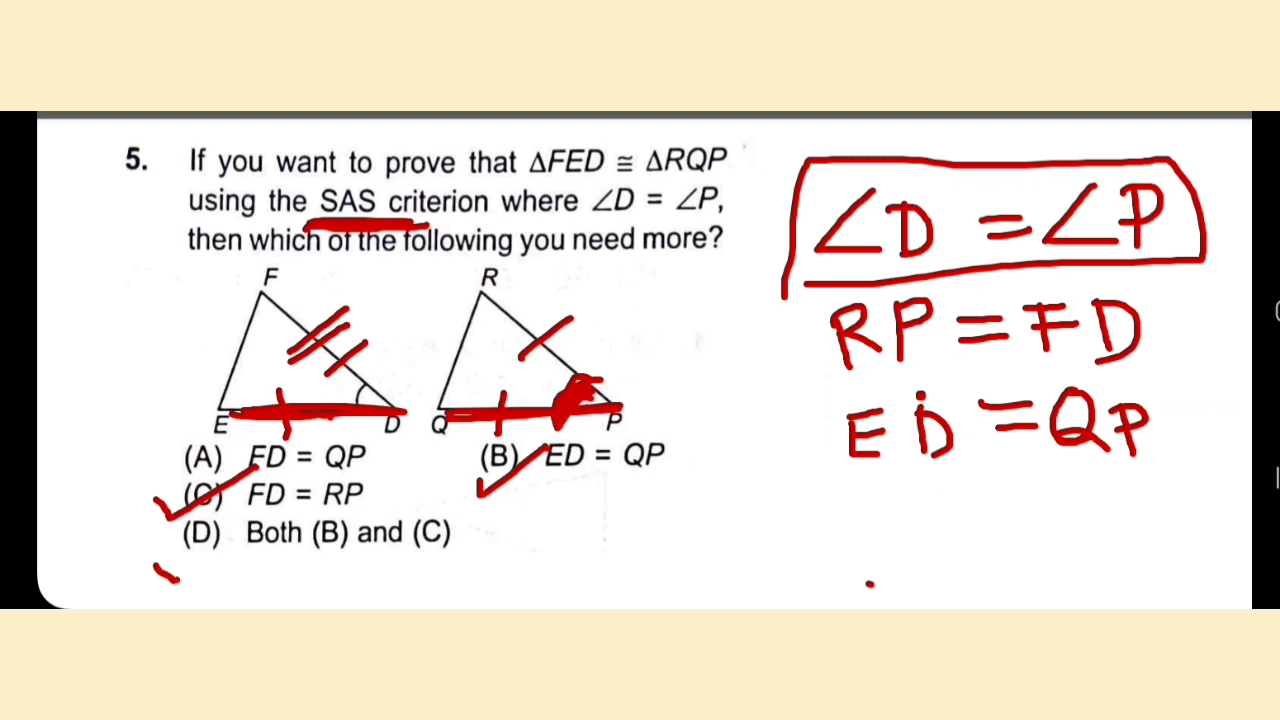 5. If you want to prove that ΔFED ≅ ΔRQP
using the SAS criterion where ∠D = ∠P,
then which of the following you need more?
F R
E D Q P
(A) FD = QP (B) ED = QP
(C) FD = RP
(D) Both (B) and (C)
∠D = ∠P
RP = FD
ED = QP